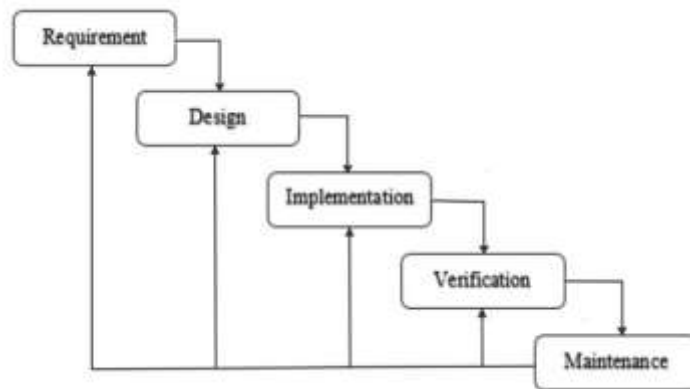 Requirement
Design
Implementation
Verification
Maintenance